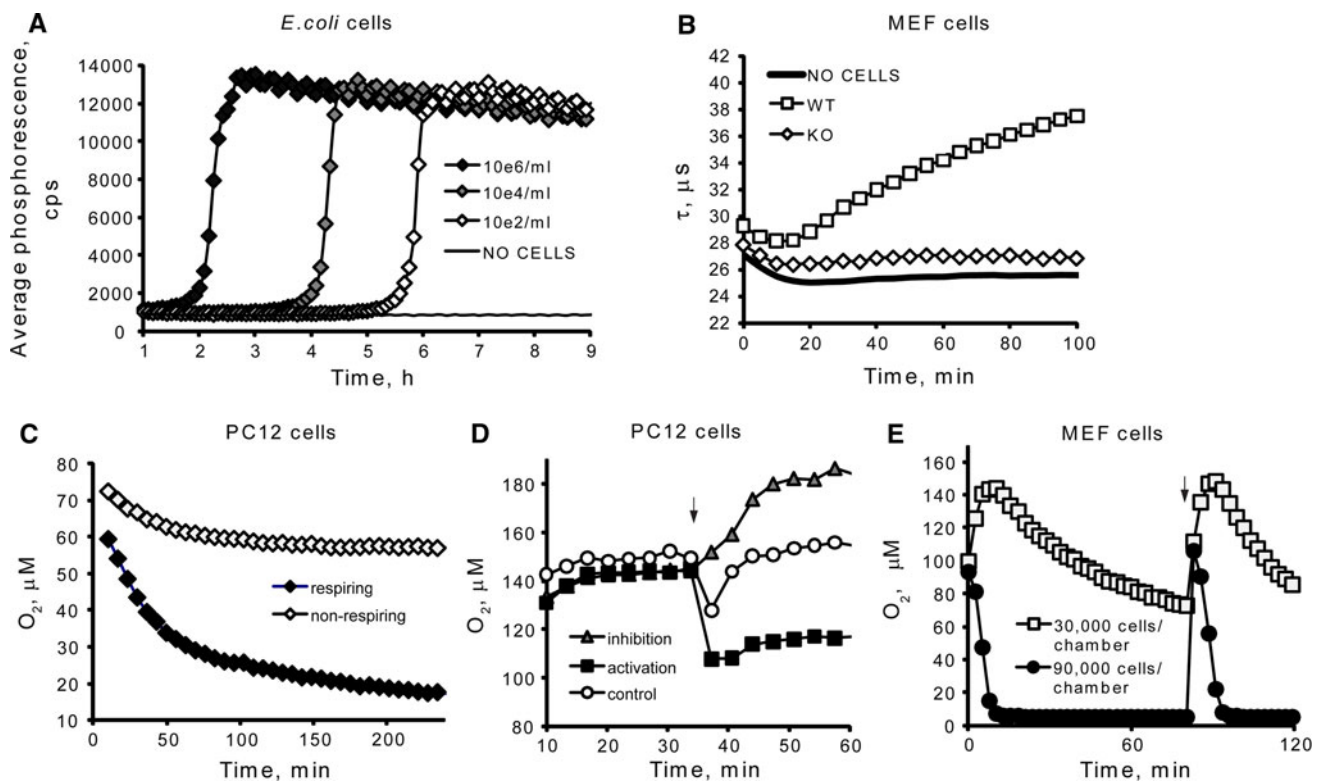 A
E.coli cells
Average phosphorescence,
cps
14000
12000
10000
8000
6000
4000
2000
0
10e6/ml
10e4/ml
10e2/ml
NO CELLS
1 2 3 4 5 6 7 8 9
Time, h
B
MEF cells
τ, μs
42
40
38
36
34
32
30
28
26
24
22
NO CELLS
WT
KO
0 20 40 60 80 100
Time, min
C
PC12 cells
O2, μM
80
70
60
50
40
30
20
10
respiring
non-respiring
0 50 100 150 200
Time, min
D
PC12 cells
O2, μM
180
160
140
120
100
80
inhibition
activation
control
10 20 30 40 50 60
Time, min
E
MEF cells
O2, μM
160
140
120
100
80
60
40
20
0
30,000 cells/
chamber
90,000 cells/
chamber
0 60 120
Time, min